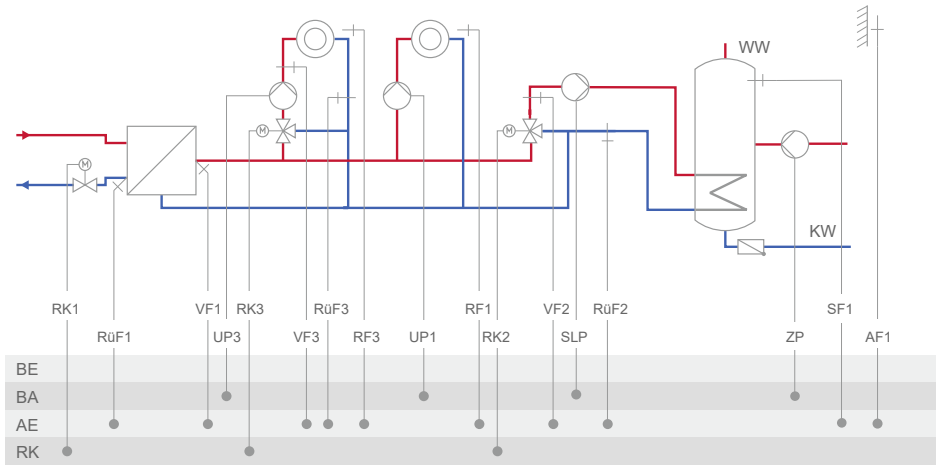 WW
M
M
M
KW
RK1 VF1 RK3 RüF3 RF1 VF2 RüF2 SF1
RüF1 UP3 VF3 RF3 UP1 RK2 SLP ZP AF1
BE
BA
AE
RK